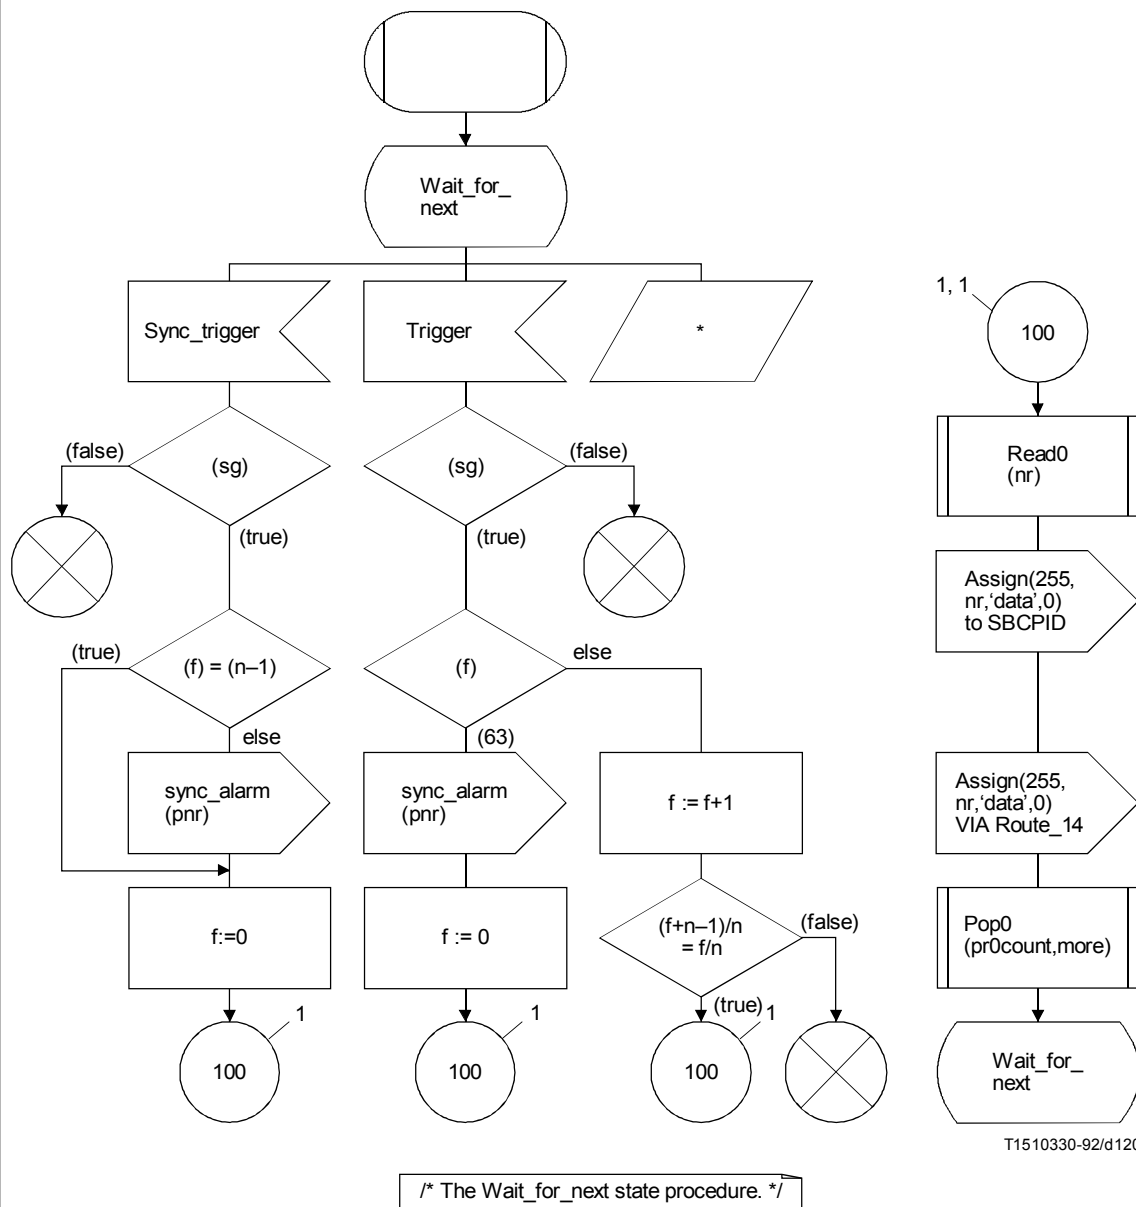 Wait_for_
next
Sync_trigger
Trigger
*
1, 1
100
(false)
(sg)
(true)
(sg)
(false)
(true)
Read0
(nr)
Assign(255,
nr,‘data’,0)
to SBCPID
(true)
(f) = (n–1)
else
(f)
else
(63)
sync_alarm
(pnr)
sync_alarm
(pnr)
f := f+1
Assign(255,
nr,‘data’,0)
VIA Route_14
f:=0
f := 0
(f+n–1)/n
= f/n
(false)
(true)
Pop0
(pr0count,more)
1
100
1
100
1
100
Wait_for_
next
T1510330-92/d120
/* The Wait_for_next state procedure. */